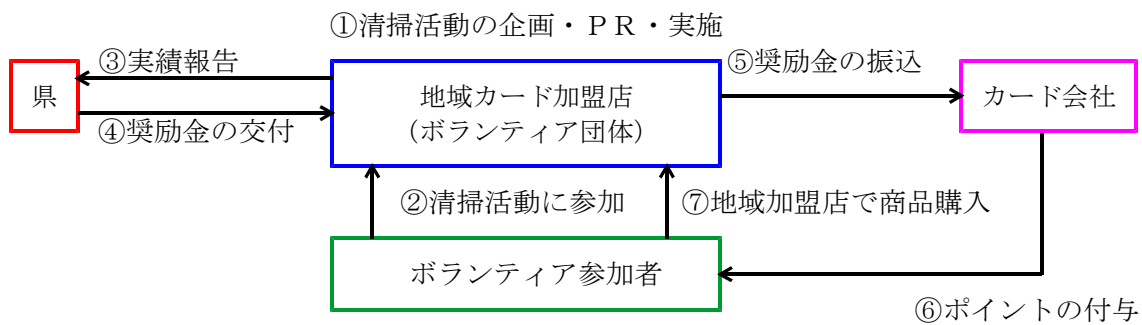 ①清掃活動の企画・ＰＲ・実施
③実績報告
⑤奨励金の振込
県
地域カード加盟店
（ボランティア団体）
カード会社
④奨励金の交付
②清掃活動に参加
⑦地域加盟店で商品購入
ボランティア参加者
⑥ポイントの付与